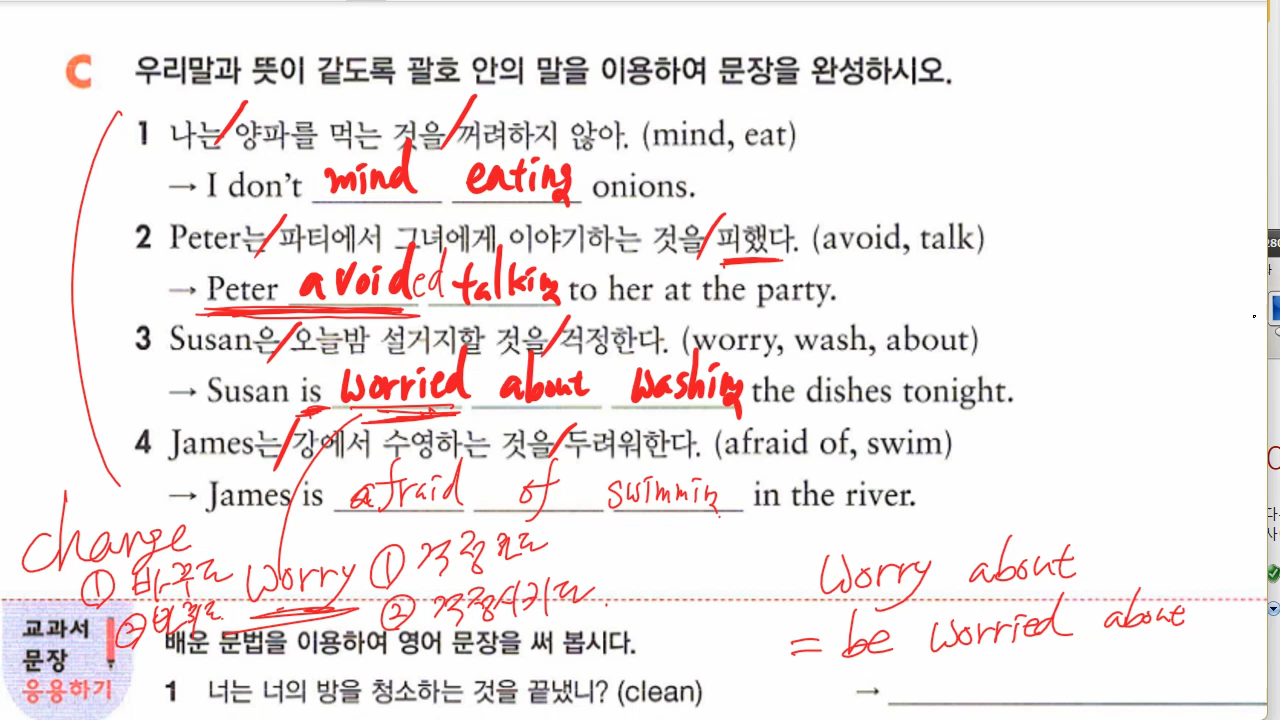 C 우리말과 뜻이 같도록 괄호 안의 말을 이용하여 문장을 완성하시오.
1 나는 양파를 먹는 것을 꺼려하지 않아. (mind, eat)
→ I don't mind eating onions.
2 Peter는 파티에서 그녀에게 이야기하는 것을 피했다. (avoid, talk)
→ Peter avoided talking to her at the party.
3 Susan은 오늘밤 설거지할 것을 걱정한다. (worry, wash, about)
→ Susan is worried about washing the dishes tonight.
4 James는 강에서 수영하는 것을 두려워한다. (afraid of, swim)
→ James is afraid of swimmin in the river.
change
① 바꾸다
② 바뀌다
worry ① 걱정한다
② 걱정시키다.
worry about
= be worried about
교과서
문장
응용하기
배운 문법을 이용하여 영어 문장을 써 봅시다.
1 너는 너의 방을 청소하는 것을 끝냈니? (clean) →